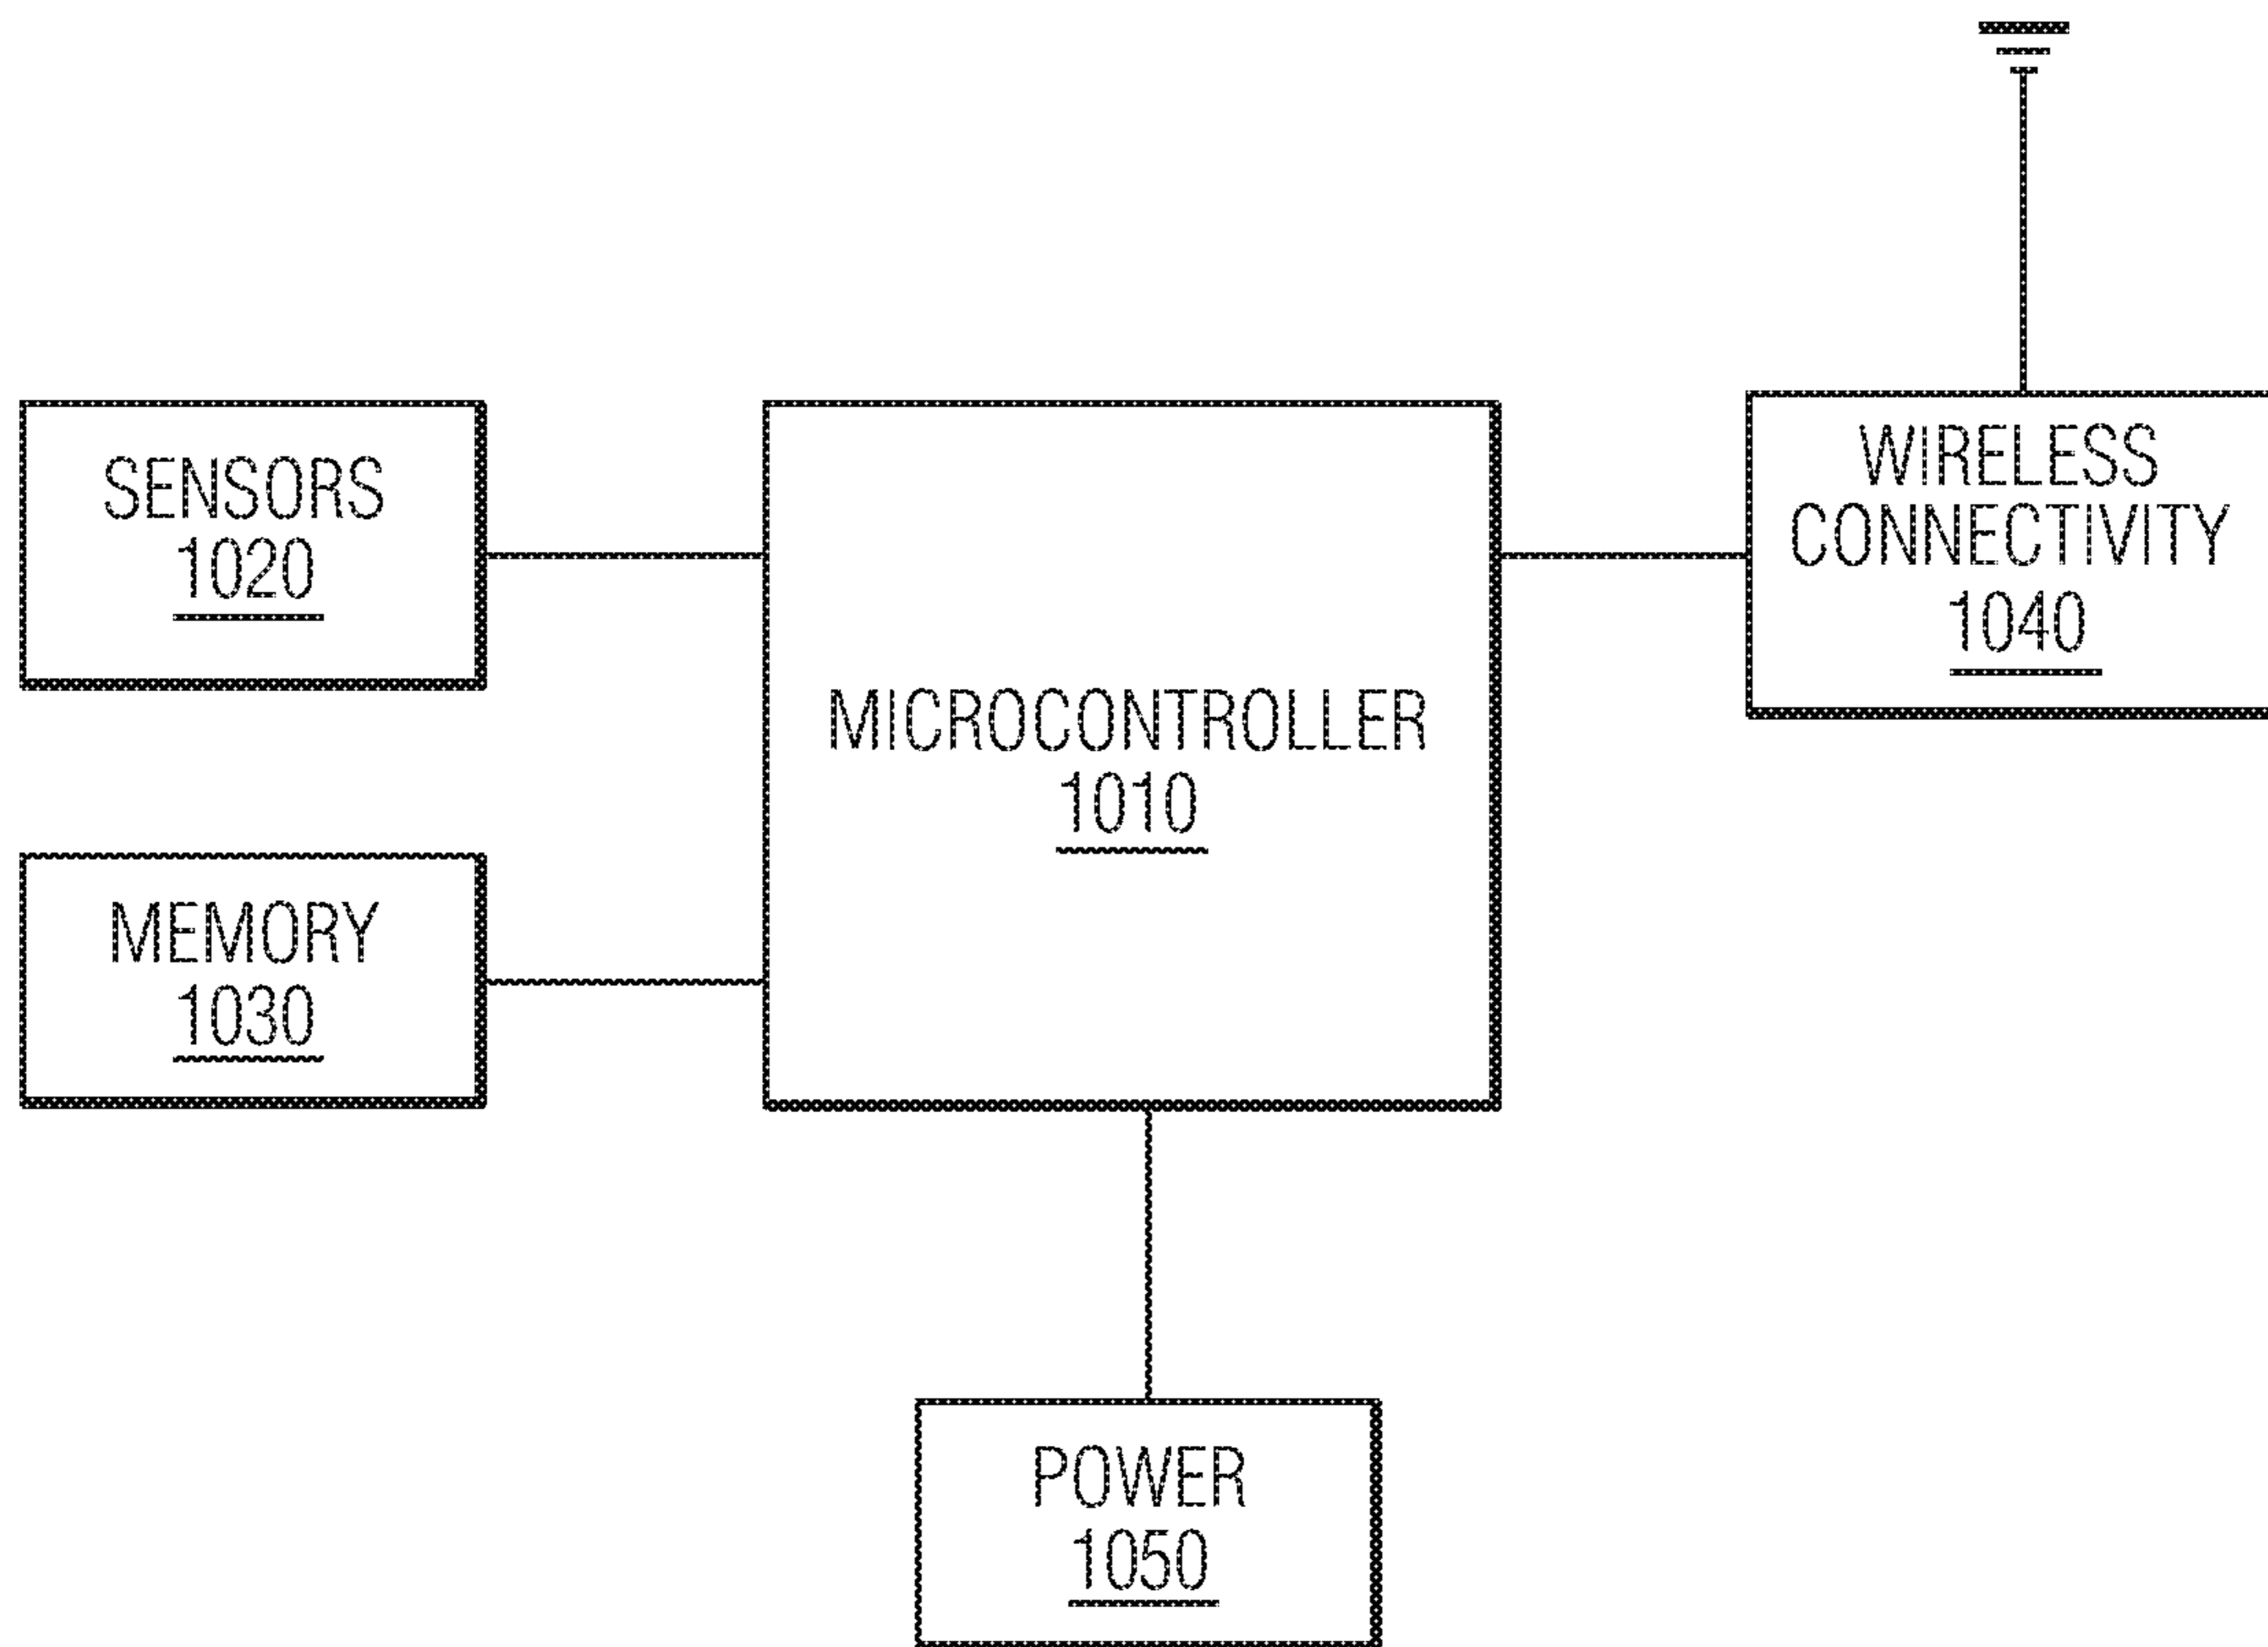 SENSORS
1020
MICROCONTROLLER
1010
WIRELESS
CONNECTIVITY
1040
MEMORY
1030
POWER
1050